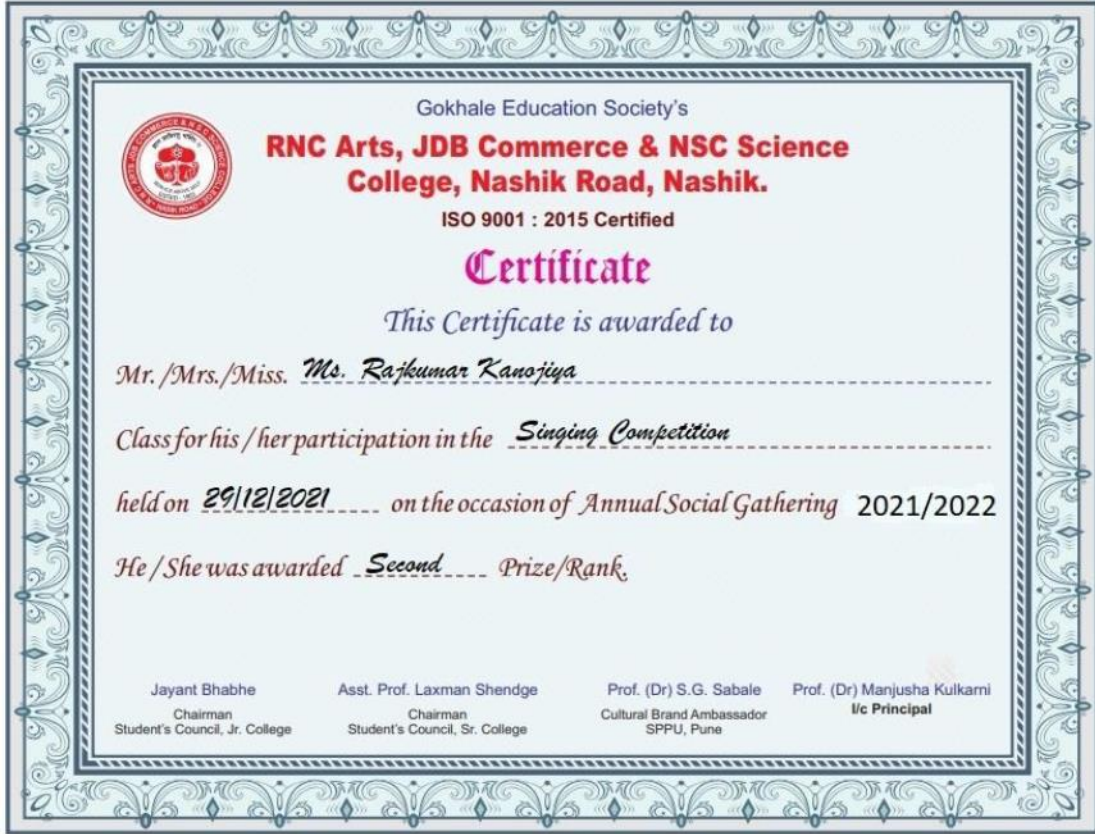 Gokhale Education Society's
RNC Arts, JDB Commerce & NSC Science
College, Nashik Road, Nashik.
ISO 9001 : 2015 Certified
Certificate
This Certificate is awarded to
Mr./Mrs./Miss. Ms. Rajkumar Kanojiya
Class for his / her participation in the Singing Competition
held on 29/12/2021 on the occasion of Annual Social Gathering 2021/2022
He / She was awarded Second Prize/Rank.
Jayant Bhabhe Asst. Prof. Laxman Shendge Prof. (Dr) S.G. Sabale Prof. (Dr) Manjusha Kulkarni
Chairman Chairman Cultural Brand Ambassador I/c Principal
Student's Council, Jr. College Student's Council, Sr. College SPPU, Pune